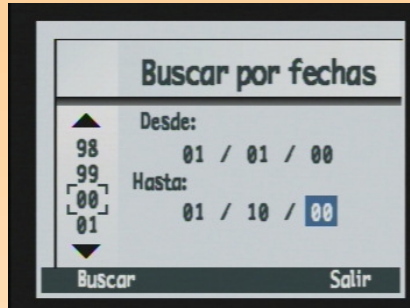 Buscar por fechas
Desde:
01 / 01 / 00
Hasta:
01 / 10 / 00
98
99
00
01
Buscar
Salir